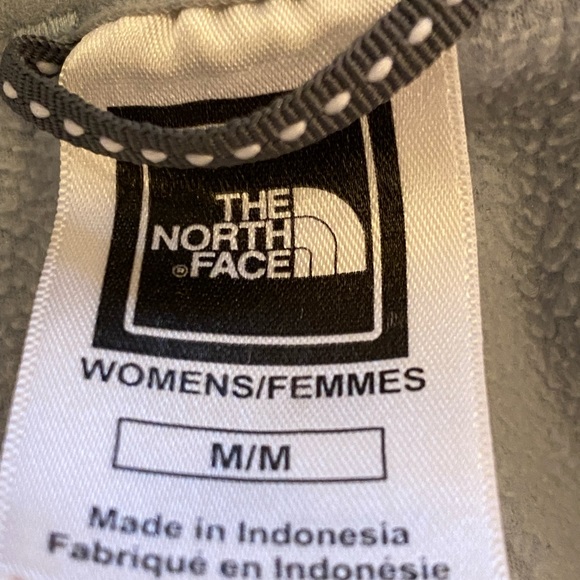 THE
NORTH
FACE®
WOMENS/FEMMES
M/M
Made in Indonesia
Fabriqué en Indonésie